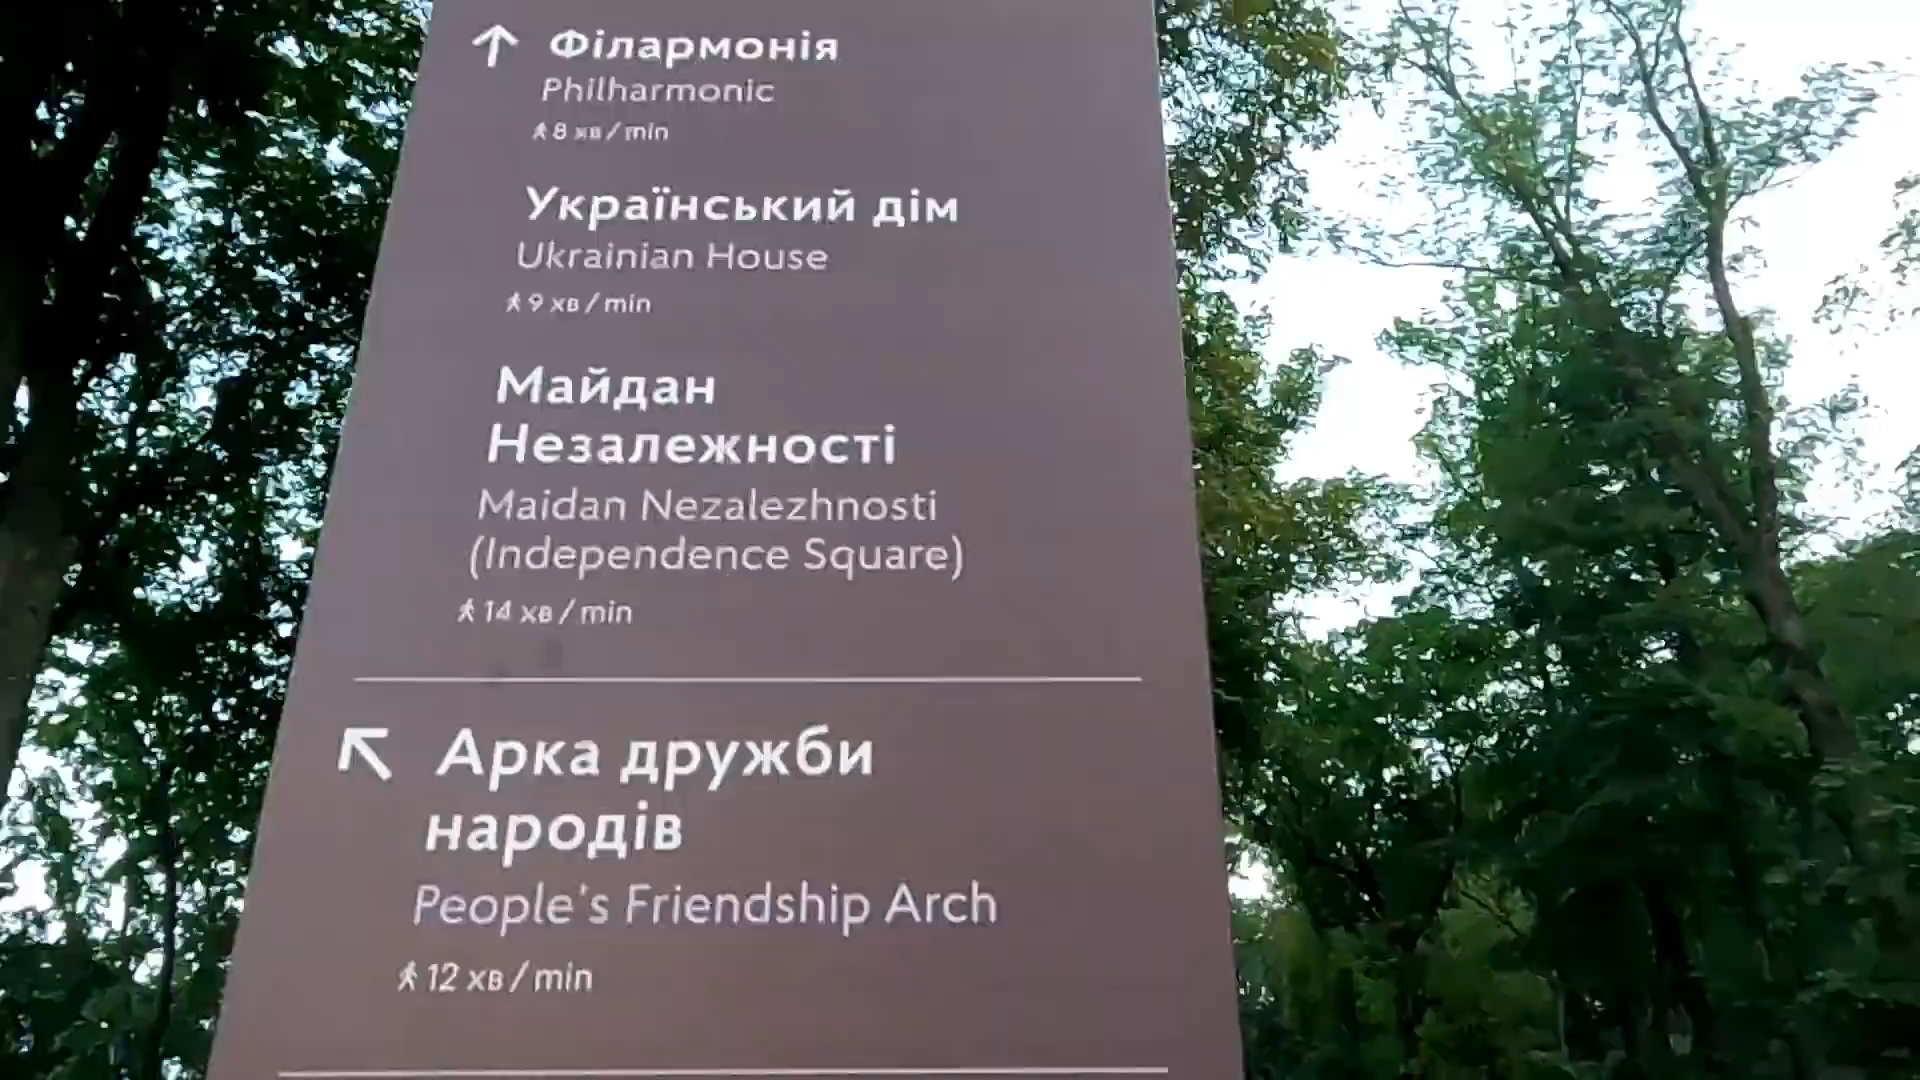 ↑ Філармонія
Philharmonic
8 хв / min
Український дім
Ukrainian House
9 хв / min
Майдан
Незалежності
Maidan Nezalezhnosti
(Independence Square)
14 хв / min
↖ Арка дружби
народів
People's Friendship Arch
12 хв / min